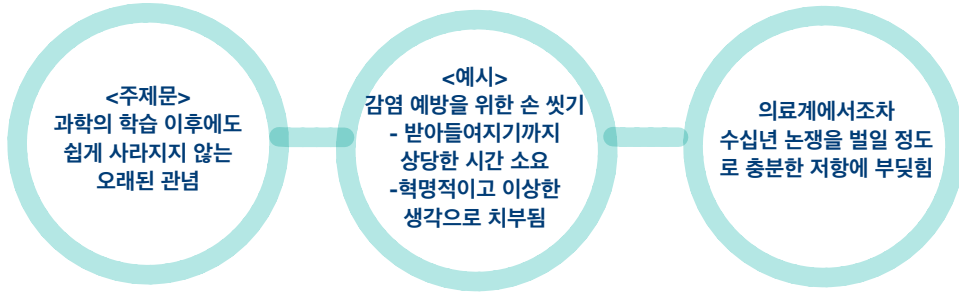 <주제문>
과학의 학습 이후에도
쉽게 사라지지 않는
오래된 관념
<예시>
감염 예방을 위한 손 씻기
- 받아들여지기까지
상당한 시간 소요
-혁명적이고 이상한
생각으로 치부됨
의료계에서조차
수십년 논쟁을 벌일 정도
로 충분한 저항에 부딪힘